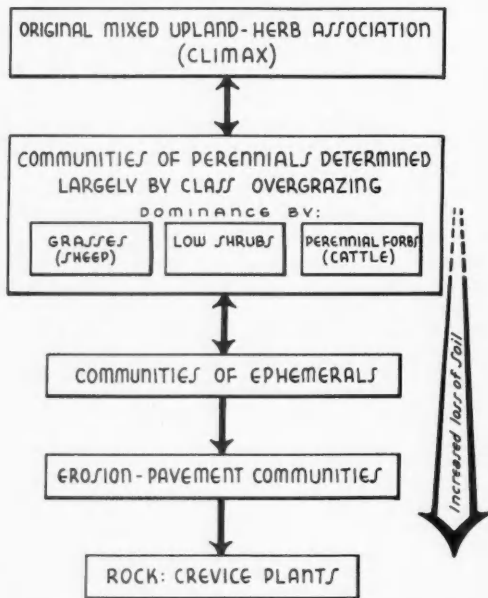 ORIGINAL MIXED UPLAND-HERB ASSOCIATION
(CLIMAX)
COMMUNITIES OF PERENNIALS DETERMINED
LARGELY BY CLASS OVERGRAZING
DOMINANCE BY:
GRASSES
(SHEEP)
LOW SHRUBS
PERENNIAL FORBS
(CATTLE)
COMMUNITIES OF EPHEMERALS
EROSION-PAVEMENT COMMUNITIES
ROCK: CREVICE PLANTS
Increased loss of soil